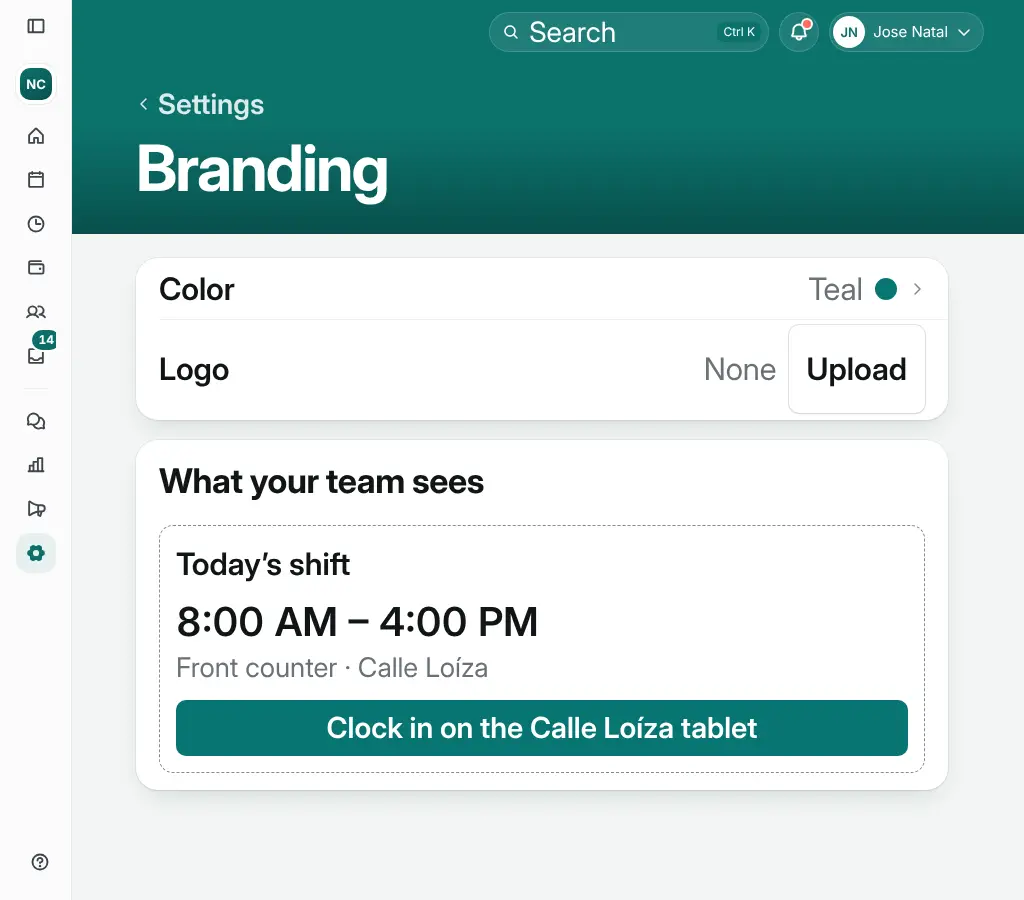 Search
Ctrl K
JN
Jose Natal
NC
Settings
Branding
Color
Teal
Logo
None
Upload
14
What your team sees
Today’s shift
8:00 AM – 4:00 PM
Front counter · Calle Loíza
Clock in on the Calle Loíza tablet